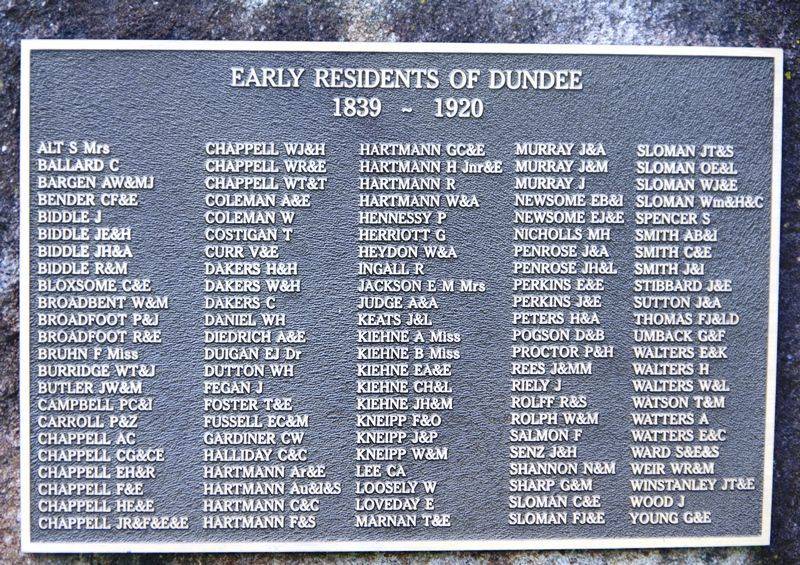 EARLY RESIDENTS OF DUNDEE
1839 ~ 1920
ALT S Mrs
BALLARD C
BARGEN AW&MJ
BENDER CF&E
BIDDLE J
BIDDLE JE&H
BIDDLE JH&A
BIDDLE R&M
BLOXSOME C&E
BROADBENT W&M
BROADFOOT P&J
BROADFOOT R&E
BRUHN F Miss
BURRIDGE WT&J
BUTLER JW&M
CAMPBELL PC&I
CARROLL P&Z
CHAPPELL AC
CHAPPELL CG&CE
CHAPPELL EH&R
CHAPPELL F&E
CHAPPELL HE&E
CHAPPELL JR&F&E&E
CHAPPELL WJ&H
CHAPPELL WR&E
CHAPPELL WT&T
COLEMAN A&E
COLEMAN W
COSTIGAN T
CURR V&E
DAKERS H&H
DAKERS W&H
DAKERS C
DANIEL WH
DIEDRICH A&E
DUIGAN EJ Dr
DUTTON WH
FEGAN J
FOSTER T&E
FUSSELL EC&M
GARDINER CW
HALLIDAY C&C
HARTMANN Ar&E
HARTMANN Au&I&S
HARTMANN C&C
HARTMANN F&S
HARTMANN GC&E
HARTMANN H Jnr&E
HARTMANN R
HARTMANN W&A
HENNESSY P
HERRIOTT G
HEYDON W&A
INGALL R
JACKSON E M Mrs
JUDGE A&A
KEATS J&L
KIEHNE A Miss
KIEHNE B Miss
KIEHNE EA&E
KIEHNE CH&L
KIEHNE JH&M
KNEIPP F&O
KNEIPP J&P
KNEIPP W&M
LEE CA
LOOSELY W
LOVEDAY E
MARNAN T&E
MURRAY J&A
MURRAY J&M
MURRAY J
NEWSOME EB&I
NEWSOME EJ&E
NICHOLLS MH
PENROSE J&A
PENROSE JH&L
PERKINS E&E
PERKINS J&E
PETERS H&A
POGSON D&B
PROCTOR P&H
REES J&MM
RIELY J
ROLFF R&S
ROLPH W&M
SALMON F
SENZ J&H
SHANNON N&M
SHARP G&M
SLOMAN C&E
SLOMAN FJ&E
SLOMAN JT&S
SLOMAN OE&L
SLOMAN WJ&E
SLOMAN Wm&H&C
SPENCER S
SMITH AB&I
SMITH C&E
SMITH J&I
STIBBARD J&E
SUTTON J&A
THOMAS FJ&LD
UMBACK G&F
WALTERS E&K
WALTERS H
WALTERS W&L
WATSON T&M
WATTERS A
WATTERS E&C
WARD S&E&S
WEIR WR&M
WINSTANLEY JT&E
WOOD J
YOUNG G&E